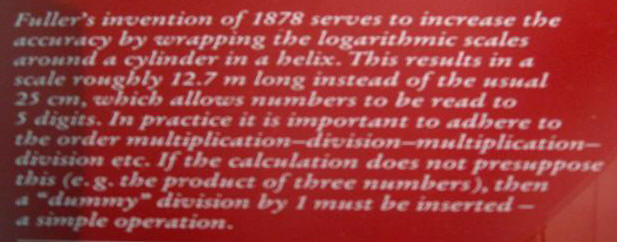 Fuller's invention of 1878 serves to increase the
accuracy by wrapping the logarithmic scales
around a cylinder in a helix. This results in a
scale roughly 12.7 m long instead of the usual
25 cm, which allows numbers to be read to
5 digits. In practice it is important to adhere to
the order multiplication–division–multiplication–
division etc. If the calculation does not presuppose
this (e.g. the product of three numbers), then
a "dummy" division by 1 must be inserted –
a simple operation.